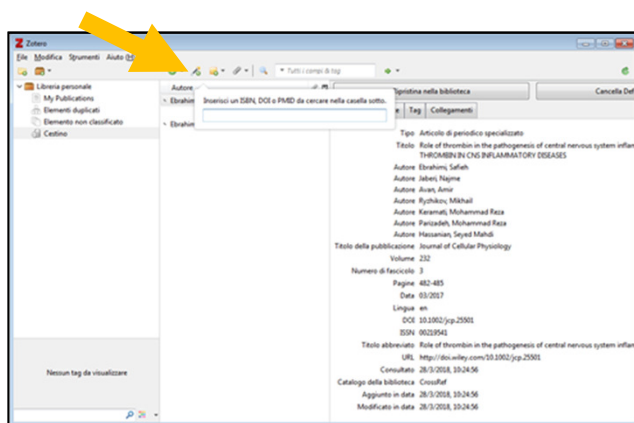 Zotero
File Modifica Strumenti Aiuto (H
Tutti i campi & tag
Libreria personale
My Publications
Elementi duplicati
Elemento non classificato
Cestino
Autore
Ebrahim
Ebrahim
Inserisci un ISBN, DOI o PMID da cercare nella casella sotto.
Ripristina nella biblioteca
Cancella Def
Tag Collegamenti
Tipo Articolo di periodico specializzato
Titolo Role of thrombin in the pathogenesis of central nervous system inflam
THROMBIN IN CNS INFLAMMATORY DISEASES
Autore Ebrahimi, Safieh
Autore Jaberi, Najme
Autore Avan, Amir
Autore Ryzhikov, Mikhail
Autore Keramati, Mohammad Reza
Autore Parizadeh, Mohammad Reza
Autore Hassanian, Seyed Mahdi
Titolo della pubblicazione Journal of Cellular Physiology
Volume 232
Numero di fascicolo 3
Pagine 482-485
Data 03/2017
Lingua en
DOI 10.1002/jcp.25501
ISSN 00219541
Titolo abbreviato Role of thrombin in the pathogenesis of central nervous system inflam
URL http://doi.wiley.com/10.1002/jcp.25501
Consultato 28/3/2018, 10:24:56
Catalogo della biblioteca CrossRef
Aggiunto in data 28/3/2018, 10:24:56
Modificato in data 28/3/2018, 10:24:56
Nessun tag da visualizzare